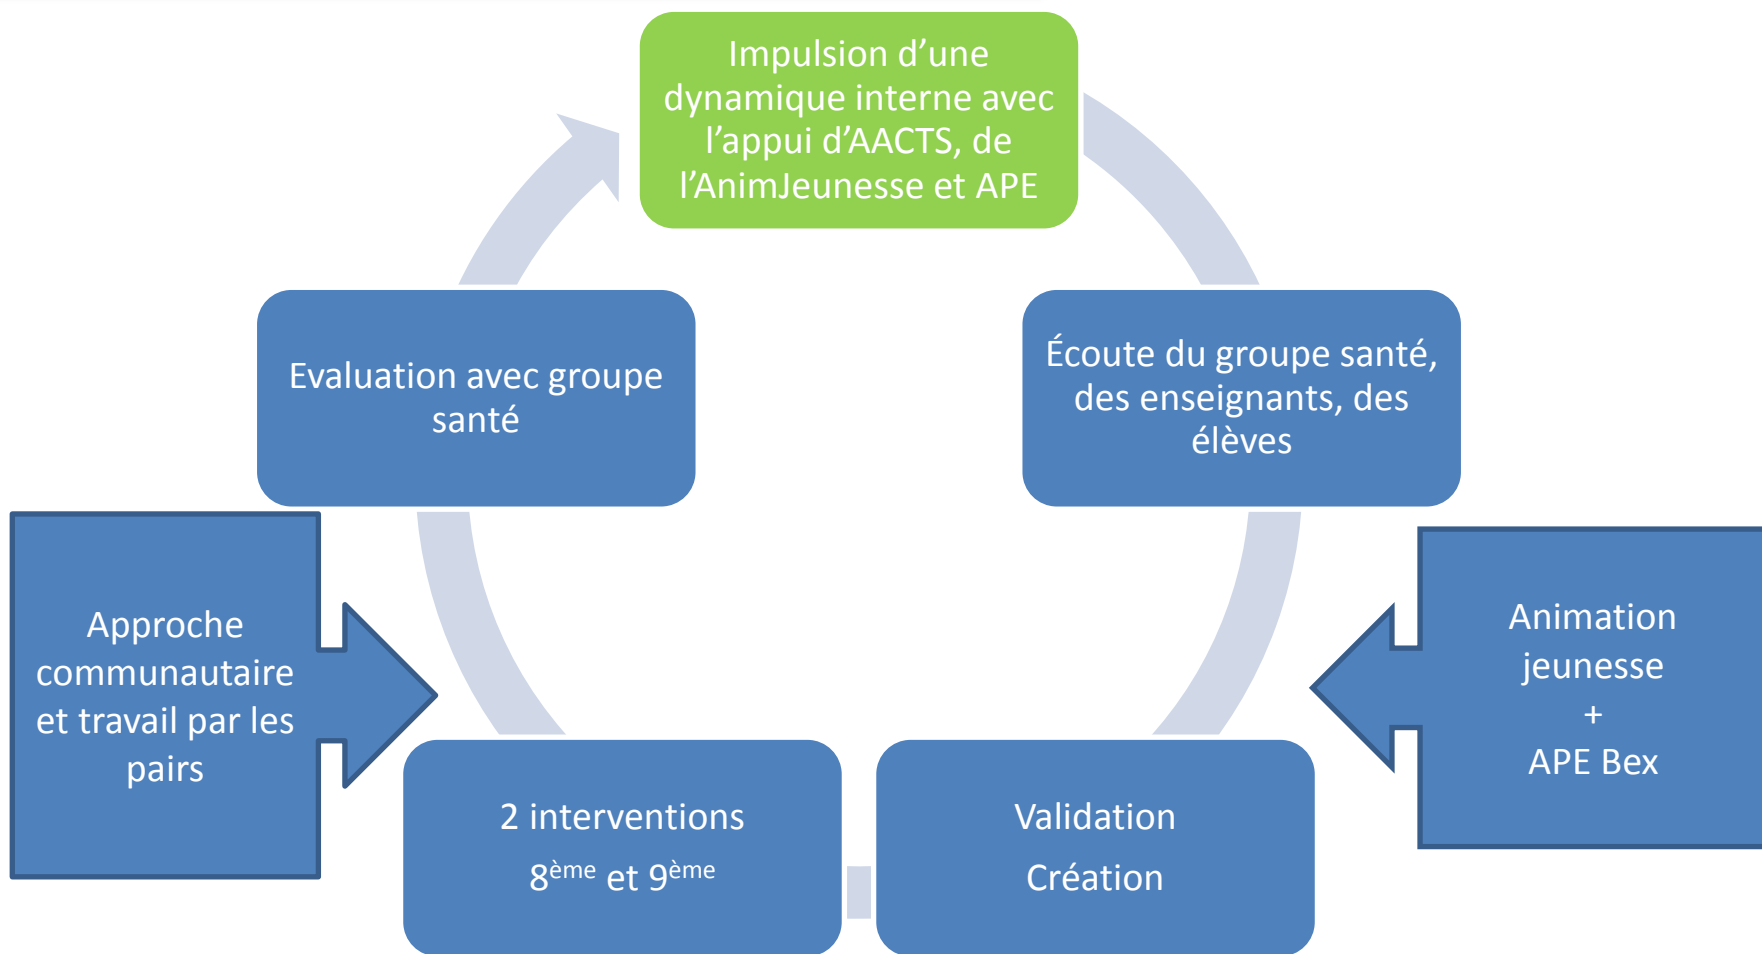 Impulsion d’une
dynamique interne avec
l’appui d’AACTS, de
l’AnimJeunesse et APE
Evaluation avec groupe
santé
Écoute du groupe santé,
des enseignants, des
élèves
Approche
communautaire
et travail par les
pairs
Animation
jeunesse
+
APE Bex
2 interventions
8ème et 9ème
Validation
Création